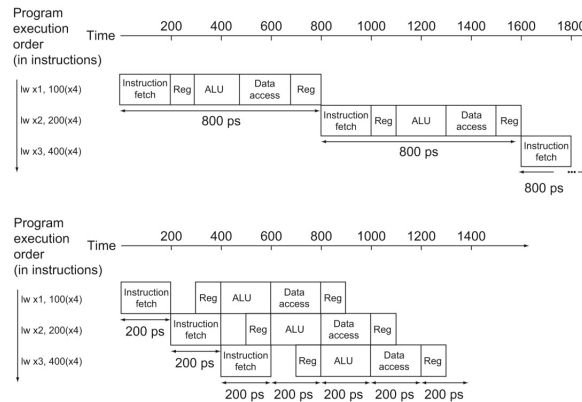 Program
execution
order
(in instructions)
Time
200 400 600 800 1000 1200 1400 1600 1800
lw x1, 100(x4)
Instruction fetch Reg ALU Data access Reg
800 ps
lw x2, 200(x4)
Instruction fetch Reg ALU Data access Reg
800 ps
lw x3, 400(x4)
Instruction fetch
800 ps
...
Program
execution
order
(in instructions)
Time
200 400 600 800 1000 1200 1400
lw x1, 100(x4)
Instruction fetch Reg ALU Data access Reg
200 ps
lw x2, 200(x4)
Instruction fetch Reg ALU Data access Reg
200 ps
lw x3, 400(x4)
Instruction fetch Reg ALU Data access Reg
200 ps 200 ps 200 ps 200 ps 200 ps